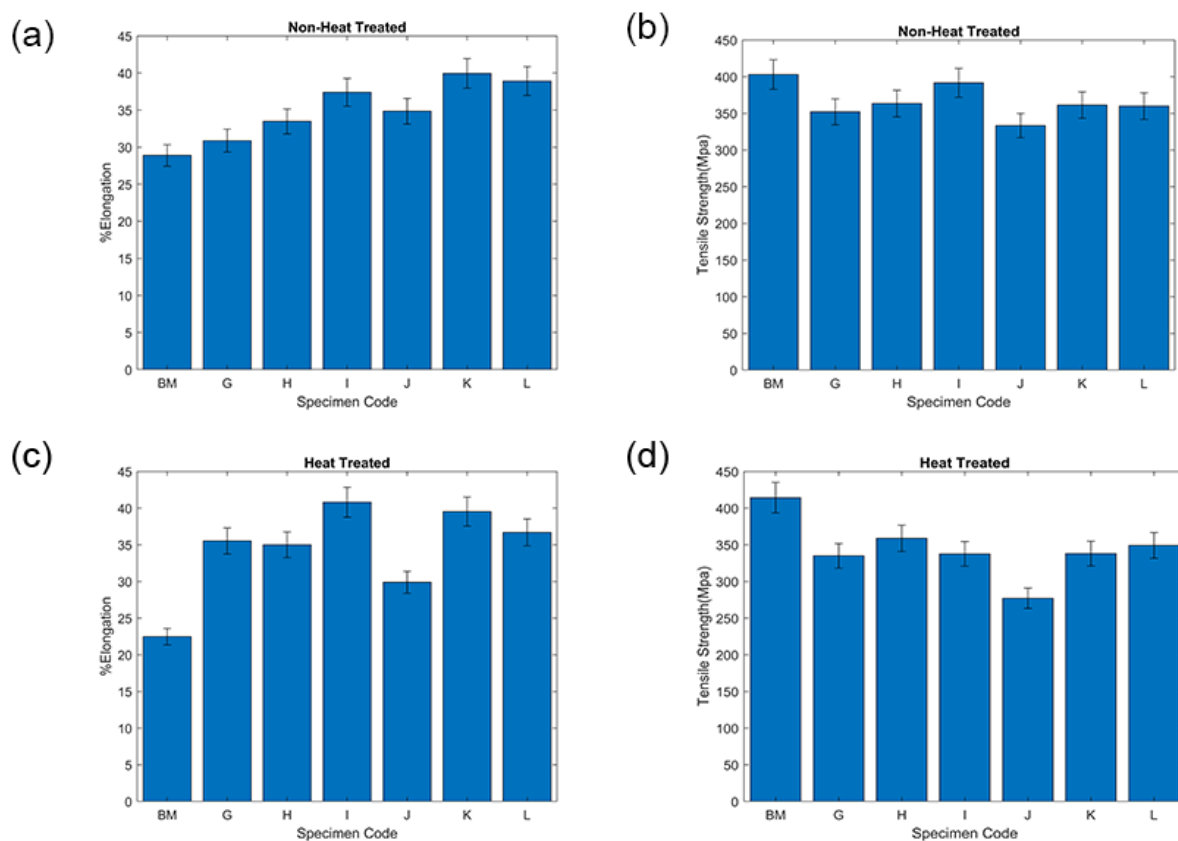 (a)
Non-Heat Treated
45
40
35
30
25
20
15
10
5
0
%Elongation
BM G H I J K L
Specimen Code
(b)
Non-Heat Treated
450
400
350
300
250
200
150
100
50
0
Tensile Strength(Mpa)
BM G H I J K L
Specimen Code
(c)
Heat Treated
45
40
35
30
25
20
15
10
5
0
%Elongation
BM G H I J K L
Specimen Code
(d)
Heat Treated
450
400
350
300
250
200
150
100
50
0
Tensile Strength(Mpa)
BM G H I J K L
Specimen Code